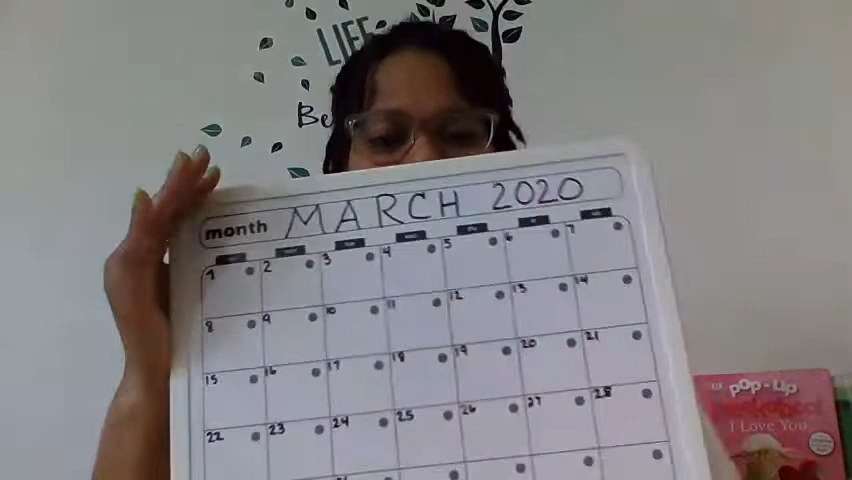 LIFE
Be
month MARCH 2020
1 2 3 4 5 6 7
8 9 10 11 12 13 14
15 16 17 18 19 20 21
22 23 24 25 26 27 28
pop-up
I Love You